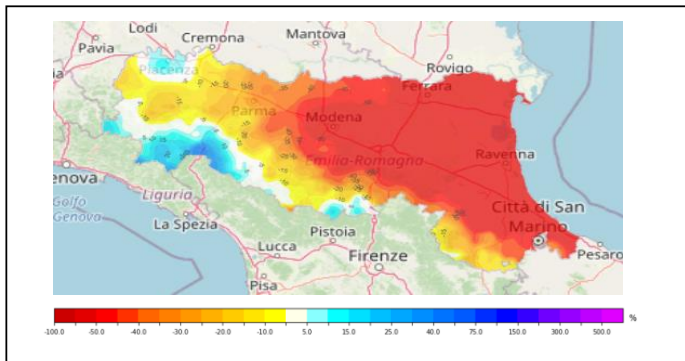 Lodi
Cremona
Mantova
Pavia
Rovigo
Piacenza
Ferrara
Parma
Modena
Emilia-Romagna
Ravenna
enova
Golfo
Genova
Liguria
Città di San
Marino
La Spezia
Pistoia
Lucca
Firenze
Pesaro
Pisa
%
-100.0 -50.0 -40.0 -30.0 -20.0 -10.0 5.0 15.0 25.0 40.0 75.0 150.0 300.0 500.0